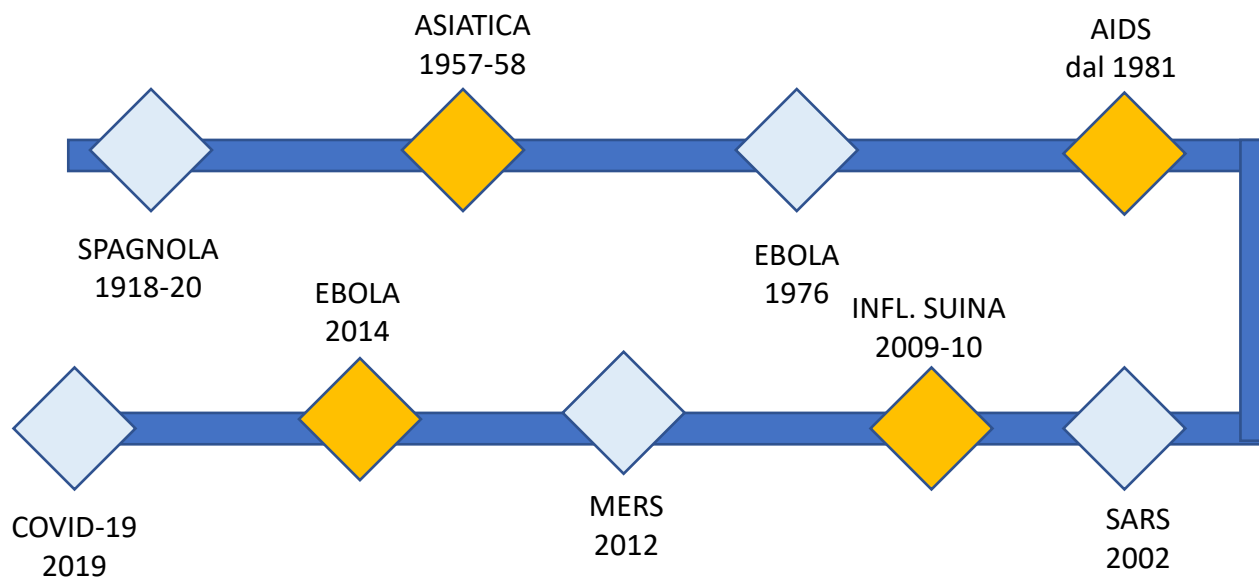 ASIATICA
1957-58
AIDS
dal 1981
SPAGNOLA
1918-20
EBOLA
1976
EBOLA
2014
INFL. SUINA
2009-10
COVID-19
2019
MERS
2012
SARS
2002